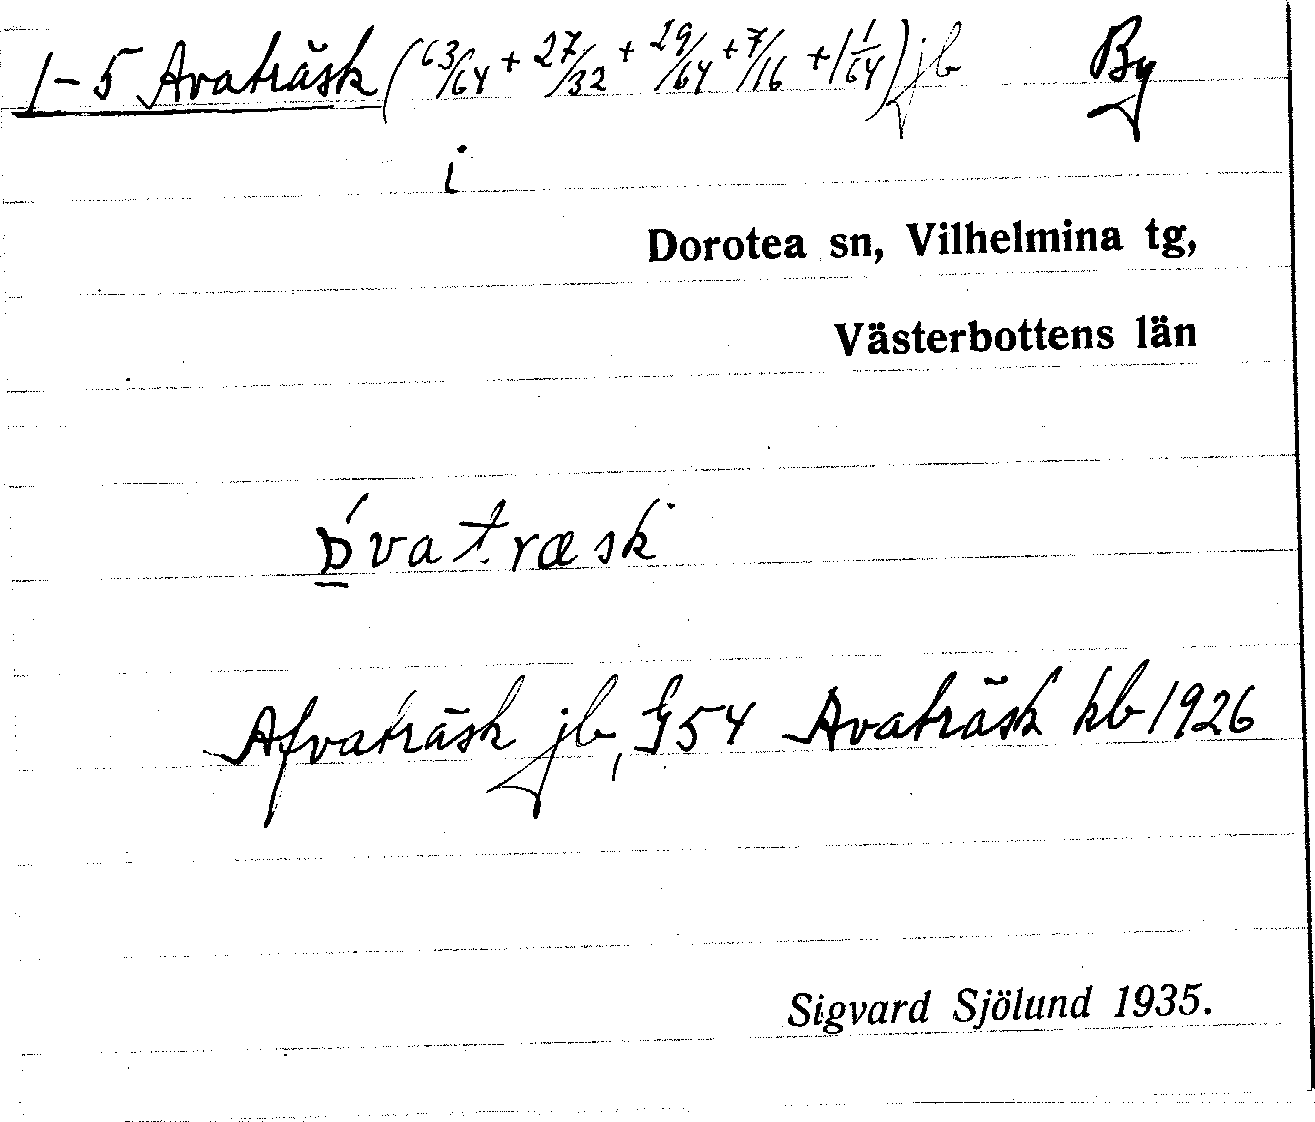 1-5 Avaträsk (63/64 + 27/32 + 29/64 + 7/16 + 1 1/64) jb By
i
Dorotea sn, Vilhelmina tg,
Västerbottens län
vatræsk
Afvaträsk jb, G54 Avaträsk kb 1926
Sigvard Sjölund 1935.